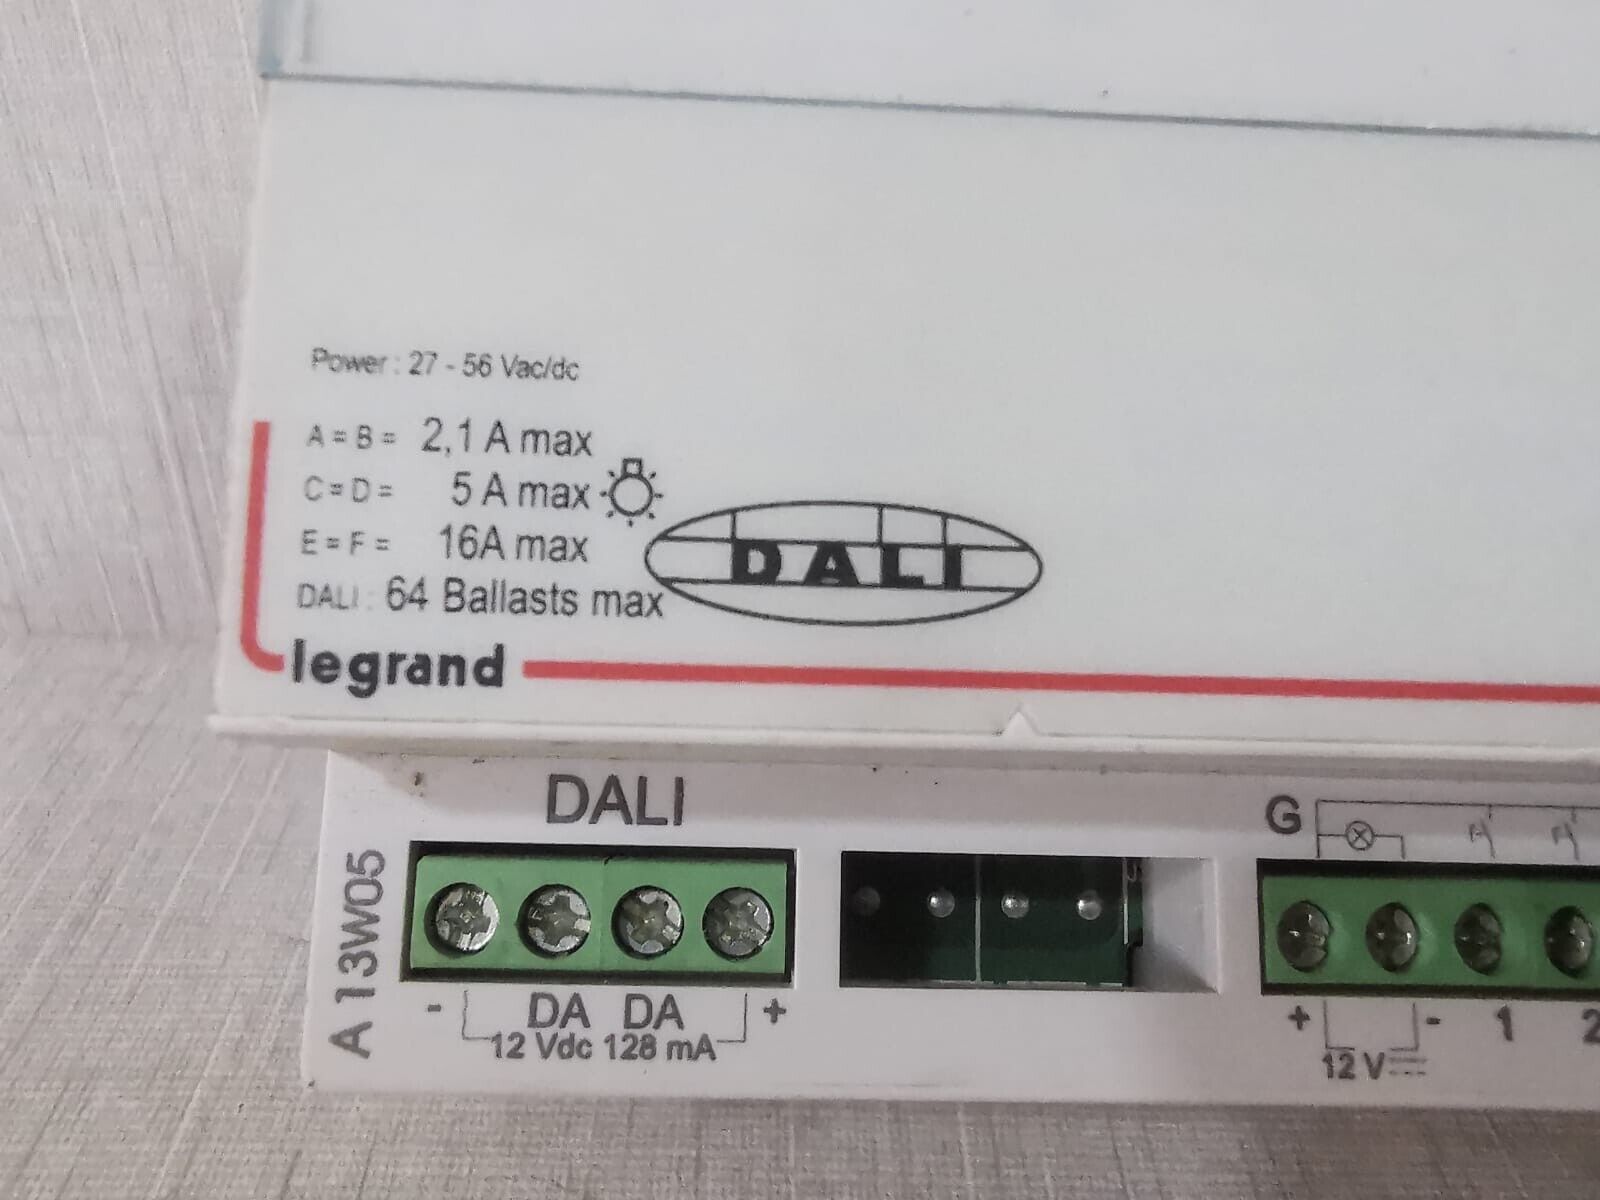 Power : 27 - 56 Vac/dc
A = B = 2,1 A max
C = D = 5 A max
E = F = 16A max
DALI : 64 Ballasts max
DALI
legrand
DALI
G
A 13W05
- DA DA +
12 Vdc 128 mA
+ - 1 2
12 V